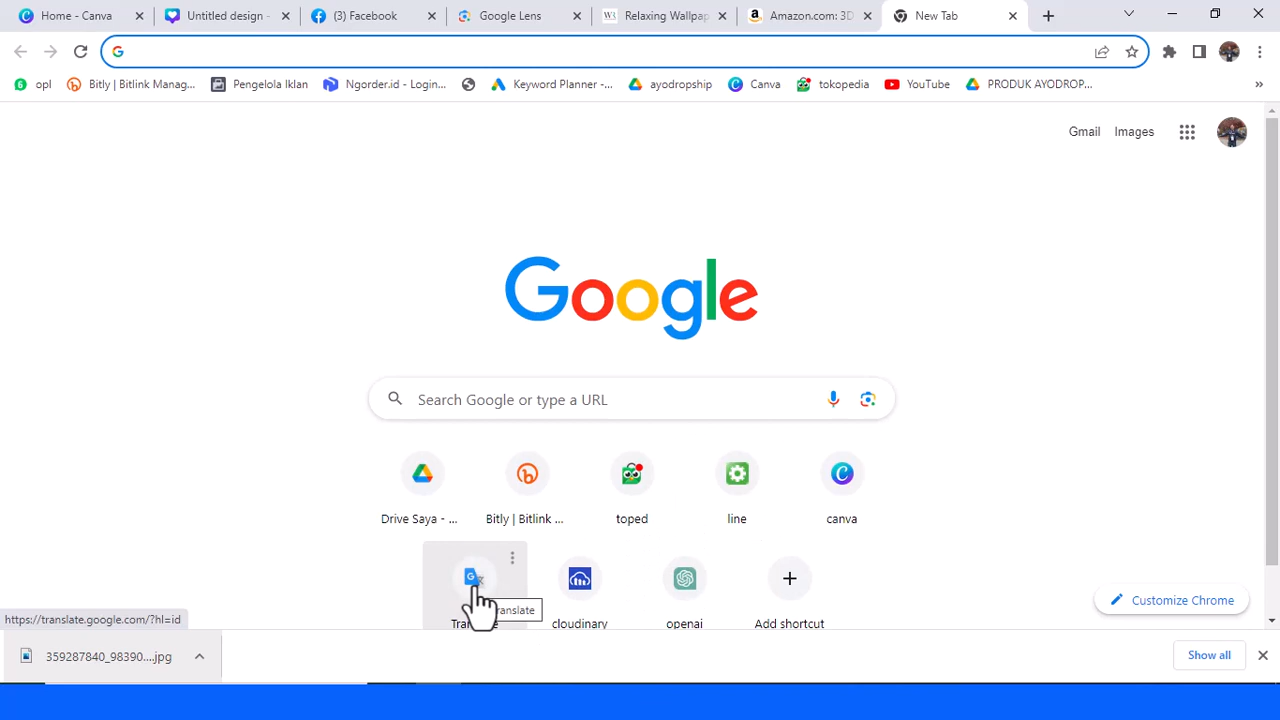 Home - Canva
Untitled design -
(3) Facebook
Google Lens
Relaxing Wallpap
Amazon.com: 3D
New Tab
opl
Bitly | Bitlink Manag...
Pengelola Iklan
Ngorder.id - Login...
Keyword Planner -...
ayodropship
Canva
tokopedia
YouTube
PRODUK AYODROP...
»
Gmail
Images
Google
Search Google or type a URL
Drive Saya - ...
Bitly | Bitlink ...
toped
line
canva
ranslate
cloudinary
openai
Add shortcut
Customize Chrome
https://translate.google.com/?hl=id
359287840_98390....jpg
Show all